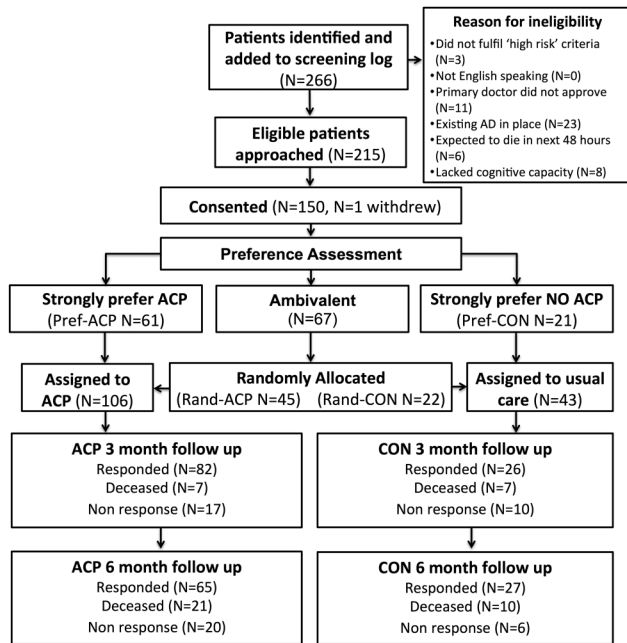 Patients identified and
added to screening log
(N=266)
Reason for ineligibility
•Did not fulfil ‘high risk’ criteria
(N=3)
•Not English speaking (N=0)
•Primary doctor did not approve
(N=11)
•Existing AD in place (N=23)
•Expected to die in next 48 hours
(N=6)
•Lacked cognitive capacity (N=8)
Eligible patients
approached (N=215)
Consented (N=150, N=1 withdrew)
Preference Assessment
Strongly prefer ACP
(Pref-ACP N=61)
Ambivalent
(N=67)
Strongly prefer NO ACP
(Pref-CON N=21)
Assigned to
ACP (N=106)
Randomly Allocated
(Rand-ACP N=45) (Rand-CON N=22)
Assigned to usual
care (N=43)
ACP 3 month follow up
Responded (N=82)
Deceased (N=7)
Non response (N=17)
CON 3 month follow up
Responded (N=26)
Deceased (N=7)
Non response (N=10)
ACP 6 month follow up
Responded (N=65)
Deceased (N=21)
Non response (N=20)
CON 6 month follow up
Responded (N=27)
Deceased (N=10)
Non response (N=6)